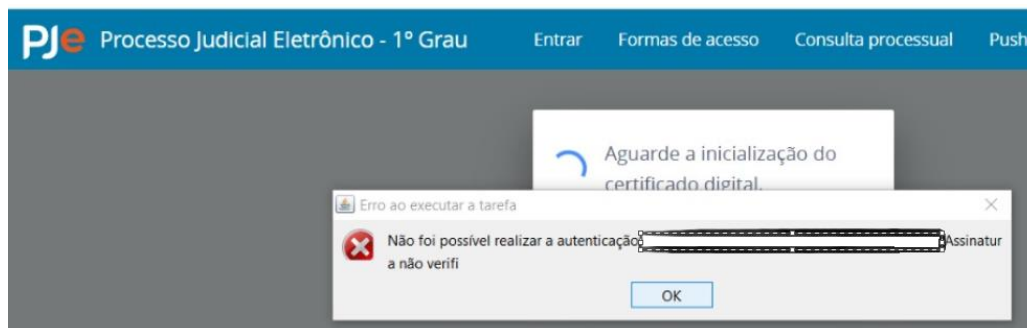 PJe Processo Judicial Eletrônico - 1º Grau Entrar Formas de acesso Consulta processual Push
Aguarde a inicialização do
certificado digital.
Erro ao executar a tarefa
Não foi possível realizar a autenticação Assinatur
a não verifi
OK